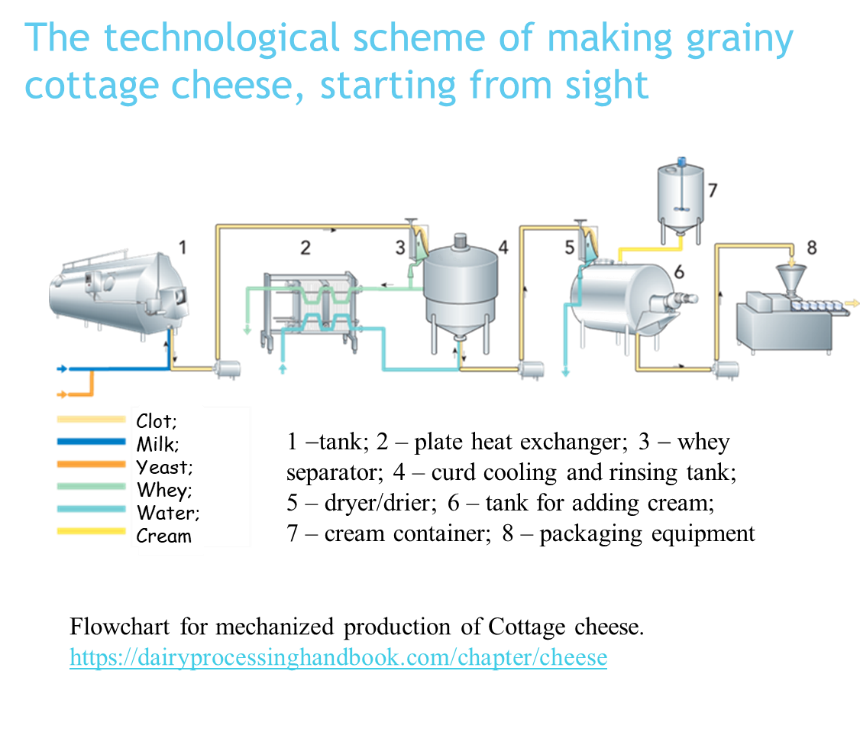 The technological scheme of making grainy
cottage cheese, starting from sight
1
2
3
4
5
6
7
8
Clot;
Milk;
Yeast;
Whey;
Water;
Cream
1 –tank; 2 – plate heat exchanger; 3 – whey
separator; 4 – curd cooling and rinsing tank;
5 – dryer/drier; 6 – tank for adding cream;
7 – cream container; 8 – packaging equipment
Flowchart for mechanized production of Cottage cheese.
https://dairyprocessinghandbook.com/chapter/cheese